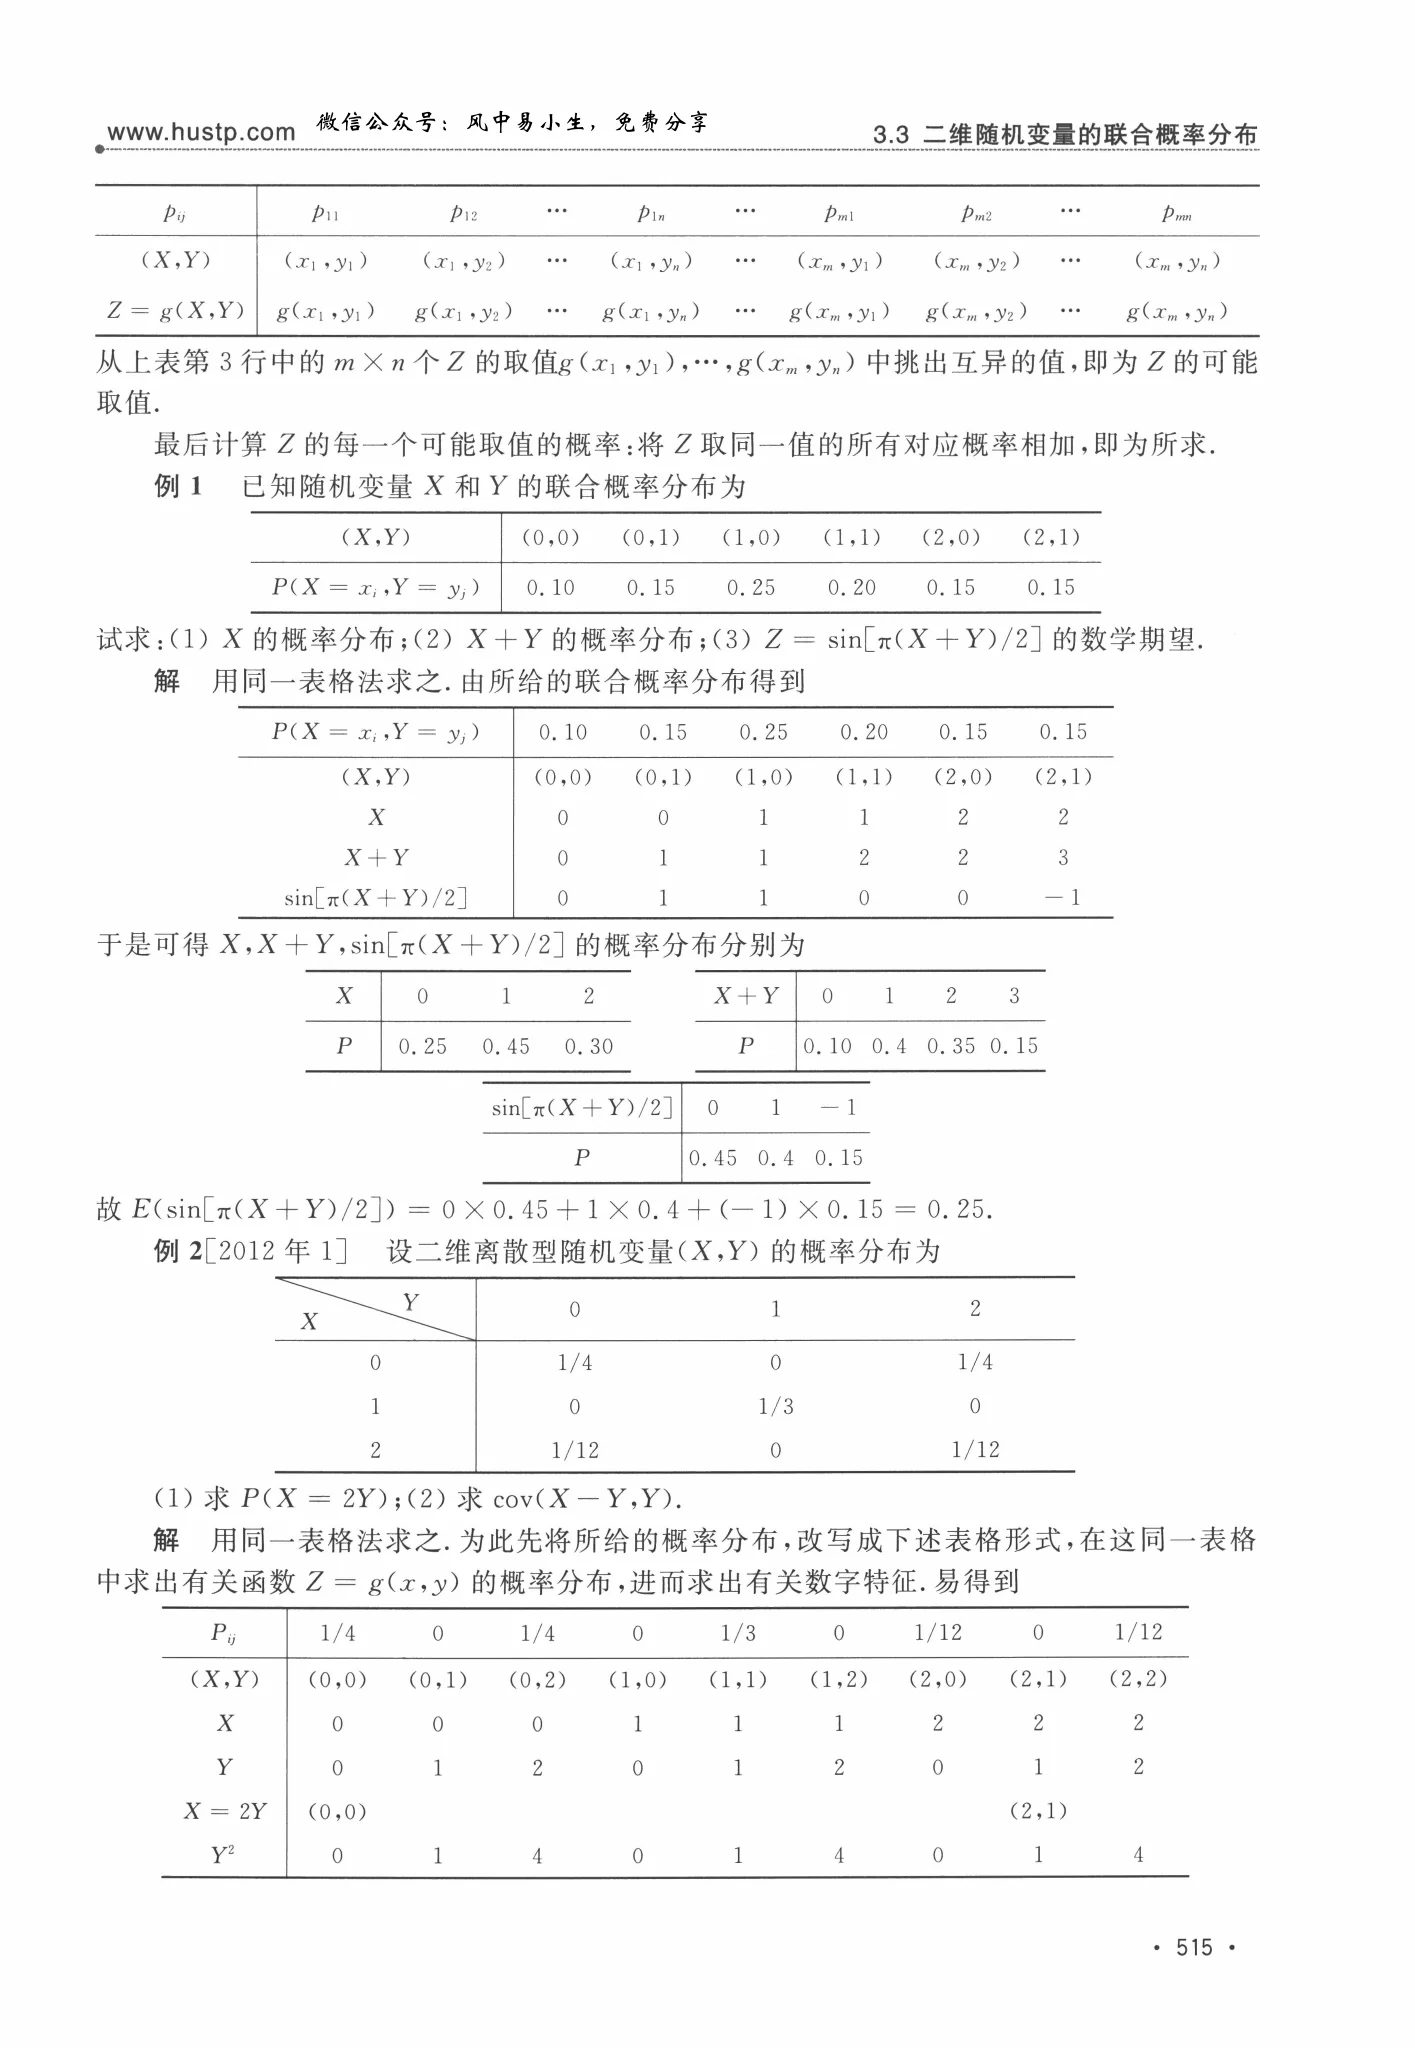 www.hustp.com 微信公众号：风中易小生，免费分享 3.3 二维随机变量的联合概率分布
p_{ij} p_{11} p_{12} … p_{1n} … p_{m1} p_{m2} … p_{mn}
(X,Y) (x_1,y_1) (x_1,y_2) … (x_1,y_n) … (x_m,y_1) (x_m,y_2) … (x_m,y_n)
Z = g(X,Y) g(x_1,y_1) g(x_1,y_2) … g(x_1,y_n) … g(x_m,y_1) g(x_m,y_2) … g(x_m,y_n)
从上表第 3 行中的 m×n 个 Z 的取值g(x_1,y_1),…,g(x_m,y_n) 中挑出互异的值,即为 Z 的可能
取值.
最后计算 Z 的每一个可能取值的概率:将 Z 取同一值的所有对应概率相加,即为所求.
例 1 已知随机变量 X 和 Y 的联合概率分布为
(X,Y) (0,0) (0,1) (1,0) (1,1) (2,0) (2,1)
P(X = x_i,Y = y_j) 0.10 0.15 0.25 0.20 0.15 0.15
试求:(1) X 的概率分布;(2) X+Y 的概率分布;(3) Z = sin[π(X+Y)/2] 的数学期望.
解 用同一表格法求之.由所给的联合概率分布得到
P(X = x_i,Y = y_j) 0.10 0.15 0.25 0.20 0.15 0.15
(X,Y) (0,0) (0,1) (1,0) (1,1) (2,0) (2,1)
X 0 0 1 1 2 2
X+Y 0 1 1 2 2 3
sin[π(X+Y)/2] 0 1 1 0 0 −1
于是可得 X,X+Y,sin[π(X+Y)/2] 的概率分布分别为
X 0 1 2 X+Y 0 1 2 3
P 0.25 0.45 0.30 P 0.10 0.4 0.35 0.15
sin[π(X+Y)/2] 0 1 −1
P 0.45 0.4 0.15
故 E(sin[π(X+Y)/2]) = 0×0.45+1×0.4+(−1)×0.15 = 0.25.
例 2[2012 年 1] 设二维离散型随机变量(X,Y) 的概率分布为
X Y 0 1 2
0 1/4 0 1/4
1 0 1/3 0
2 1/12 0 1/12
(1) 求 P(X = 2Y);(2) 求 cov(X−Y,Y).
解 用同一表格法求之.为此先将所给的概率分布,改写成下述表格形式,在这同一表格
中求出有关函数 Z = g(x,y) 的概率分布,进而求出有关数字特征.易得到
P_{ij} 1/4 0 1/4 0 1/3 0 1/12 0 1/12
(X,Y) (0,0) (0,1) (0,2) (1,0) (1,1) (1,2) (2,0) (2,1) (2,2)
X 0 0 0 1 1 1 2 2 2
Y 0 1 2 0 1 2 0 1 2
X = 2Y (0,0) (2,1)
Y² 0 1 4 0 1 4 0 1 4
· 515 ·